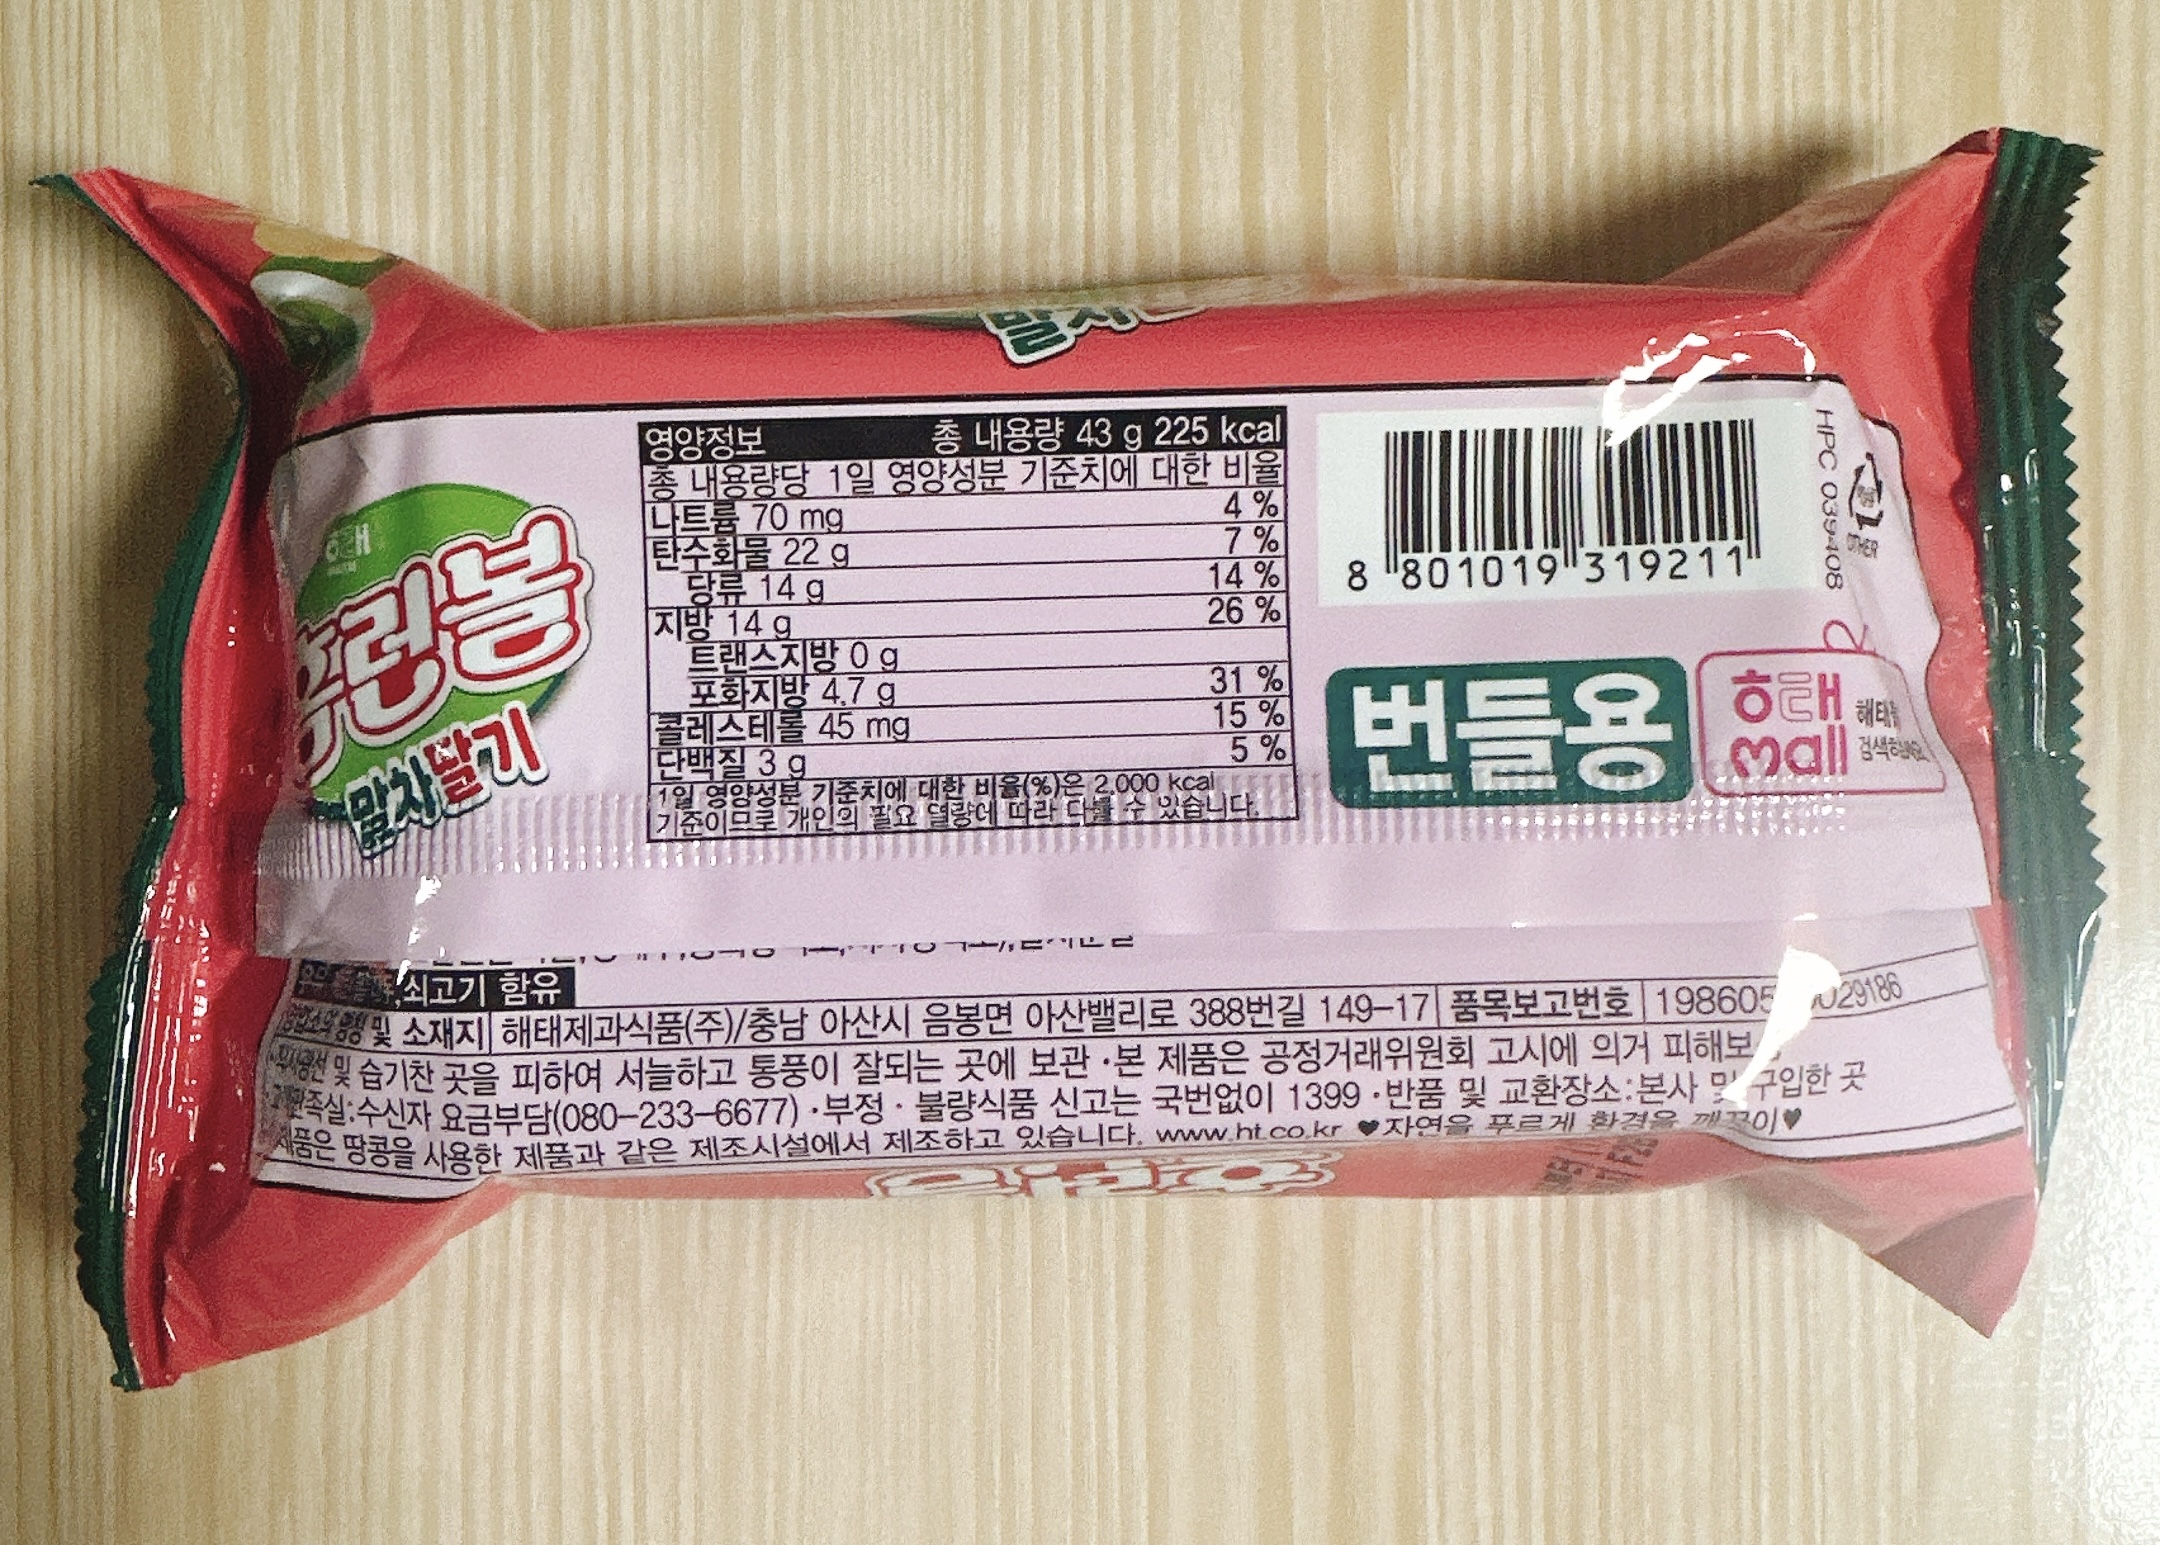 말차
해태
후런볼
말차딸기
영양정보 총 내용량 43 g 225 kcal
총 내용량당 1일 영양성분 기준치에 대한 비율
나트륨 70 mg 4 %
탄수화물 22 g 7 %
당류 14 g 14 %
지방 14 g 26 %
트랜스지방 0 g
포화지방 4.7 g 31 %
콜레스테롤 45 mg 15 %
단백질 3 g 5 %
1일 영양성분 기준치에 대한 비율(%)은 2,000 kcal
기준이므로 개인의 필요 열량에 따라 다를 수 있습니다.
8 801019 319211
HPC 039408
OTHER
번들용
해태
mall
쇠고기 함유
및 소재지 해태제과식품(주)/충남 아산시 음봉면 아산밸리로 388번길 149-17 품목보고번호 198605 029186
및 습기찬 곳을 피하여 서늘하고 통풍이 잘되는 곳에 보관 ·본 제품은 공정거래위원회 고시에 의거 피해보
수신자 요금부담(080-233-6677) ·부정 · 불량식품 신고는 국번없이 1399 ·반품 및 교환장소:본사 및 구입한 곳
제품은 땅콩을 사용한 제품과 같은 제조시설에서 제조하고 있습니다. www.ht.co.kr ♥자연을 푸르게 환경을 깨끗이♥